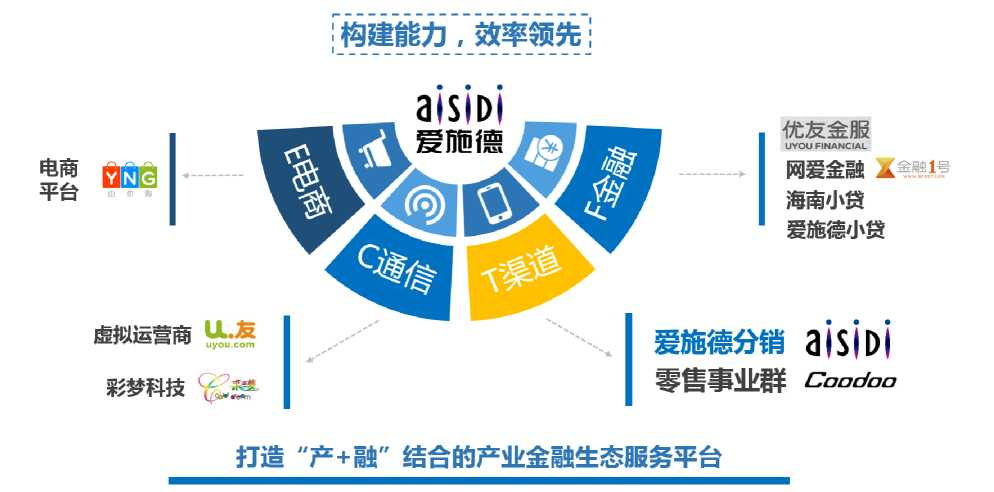 构建能力，效率领先
aisidi
爱施德
E电商
C通信
T渠道
F金融
电商
平台
YNG
优友金服
UYOU FINANCIAL
网爱金融
金融1号
海南小贷
爱施德小贷
虚拟运营商
u.友
uyou.com
彩梦科技
爱施德分销
aisidi
零售事业群
Coodoo
打造“产+融”结合的产业金融生态服务平台